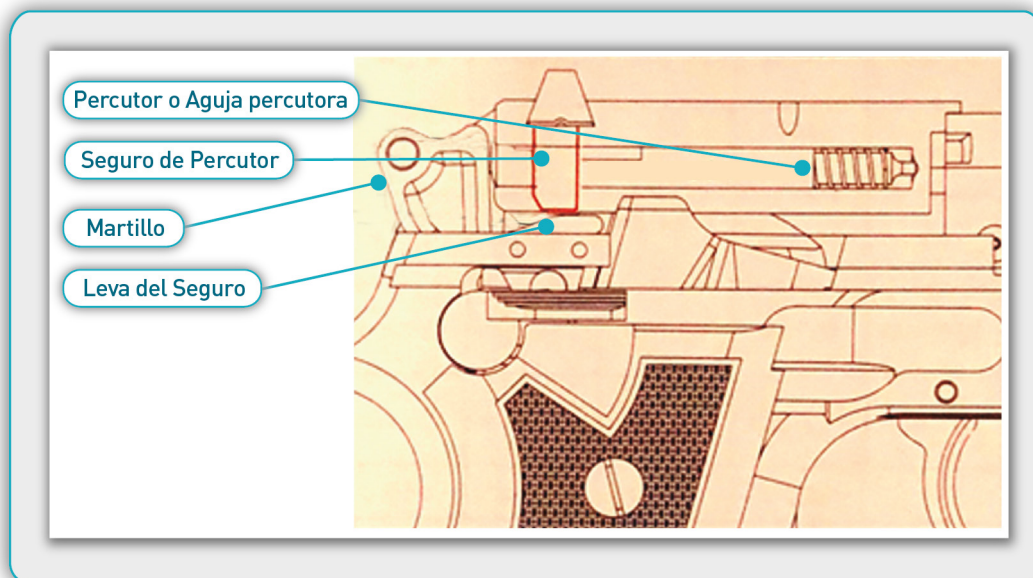 Percutor o Aguja percutora
Seguro de Percutor
Martillo
Leva del Seguro